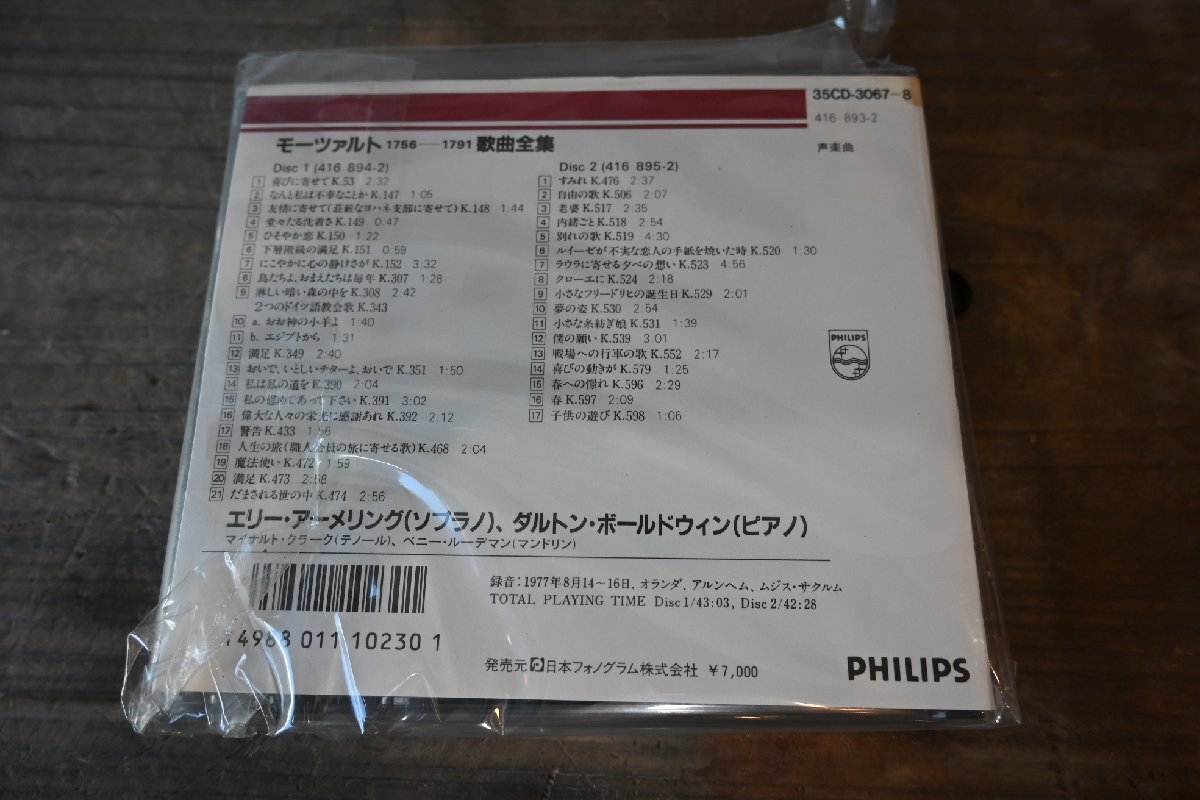 35CD-3067~8
416 893-2
声楽曲
モーツァルト 1756—1791 歌曲全集
Disc 1 (416 894-2)
1 喜びに寄せて K.53 2:32
2 なんと私は不幸なことか K.147 1:05
3 友情に寄せて(荘厳なヨハネ支部に寄せて) K.148 1:44
4 堂々たる沈着さ K.149 0:47
5 ひそやか恋 K.150 1:22
6 下層階級の満足 K.151 0:59
7 にこやかに心の静けさが K.152 3:32
8 鳥たちよ、おまえたちは毎年 K.307 1:28
9 淋しい暗い森の中を K.308 2:42
2つのドイツ語教会歌 K.343
10 a. おお神の小羊よ 1:40
11 b. エジプトから 1:31
12 満足 K.349 2:40
13 おいで、いとしいチターよ、おいで K.351 1:50
14 私は私の道を K.390 2:04
15 私の慰めであって下さい K.391 3:02
16 偉大な人々の栄光に感謝あれ K.392 2:12
17 警告 K.433 1:56
18 人生の旅(職人会員の旅に寄せる歌) K.468 2:04
19 魔法使い K.472 1:59
20 満足 K.473 2:58
21 だまされる世の中 K.474 2:56
Disc 2 (416 895-2)
1 すみれ K.476 2:37
2 自由の歌 K.506 2:07
3 老婆 K.517 2:35
4 内緒ごと K.518 2:54
5 別れの歌 K.519 4:30
6 ルイーゼが不実な恋人の手紙を焼いた時 K.520 1:30
7 ラウラに寄せる夕べの想い K.523 4:56
8 クローエに K.524 2:18
9 小さなフリードリヒの誕生日 K.529 2:01
10 夢の姿 K.530 2:54
11 小さな糸紡ぎ娘 K.531 1:39
12 僕の願い K.539 3:01
13 戦場への行軍の歌 K.552 2:17
14 喜びの動きが K.579 1:25
15 春への憬れ K.596 2:29
16 春 K.597 2:09
17 子供の遊び K.598 1:06
PHILIPS
エリー・アーメリング(ソプラノ)、ダルトン・ボールドウィン(ピアノ)
マイナルト・クラーク(テノール)、ベニー・ルーデマン(マンドリン)
録音:1977年8月14~16日、オランダ、アルンヘム、ムジス・サクルム
TOTAL PLAYING TIME Disc 1/43:03, Disc 2/42:28
T4988 011 10230 1
発売元 日本フォノグラム株式会社 ¥7,000
PHILIPS